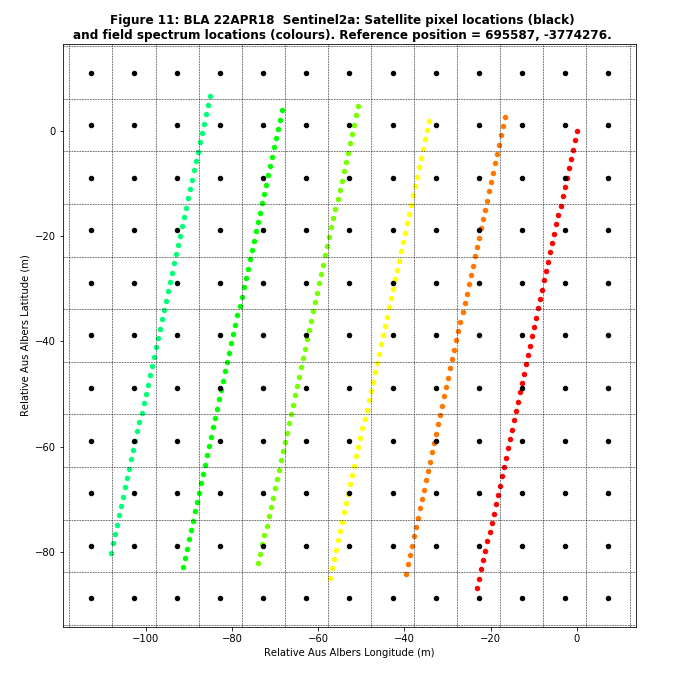 Figure 11: BLA 22APR18  Sentinel2a: Satellite pixel locations (black)
and field spectrum locations (colours). Reference position = 695587, -3774276.
0
−20
−40
−60
−80
Relative Aus Albers Latitude (m)
−100
−80
−60
−40
−20
0
Relative Aus Albers Longitude (m)